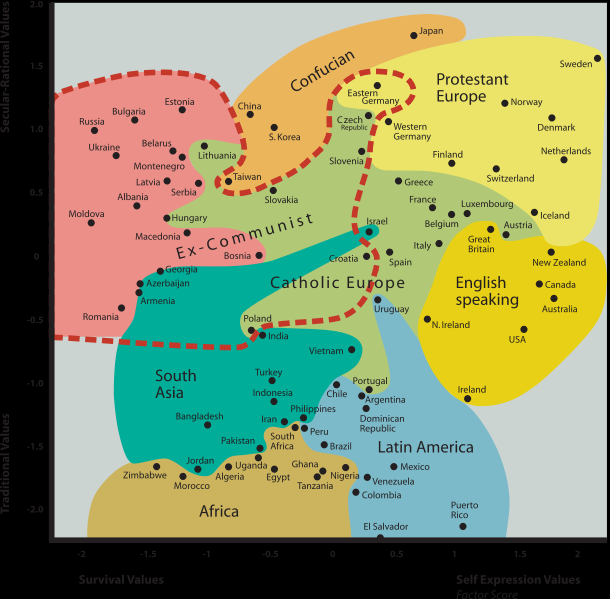 2.0
1.5
1.0
0.5
0
-0.5
-1.0
-1.5
-2.0
Secular-Rational Values
Traditional Values
Japan
Confucian
Sweden
Protestant
Europe
Eastern
Germany
Estonia
China
Norway
Bulgaria
Russia
Czech
Republic
Western
Germany
Denmark
S. Korea
Ukraine
Belarus
Lithuania
Montenegro
Slovenia
Finland
Netherlands
Switzerland
Latvia
Serbia
Taiwan
Greece
Slovakia
Albania
France
Luxembourg
Moldova
Hungary
Belgium
Iceland
Macedonia
Ex-Communist
Israel
Great
Britain
Austria
Italy
Bosnia
Croatia
Spain
New Zealand
Georgia
Azerbaijan
Armenia
Catholic Europe
English
speaking
Canada
Australia
Romania
Uruguay
Poland
India
N. Ireland
USA
Vietnam
South
Asia
Turkey
Indonesia
Chile
Portugal
Argentina
Ireland
Bangladesh
Iran
Philippines
Dominican
Republic
Peru
South
Africa
Pakistan
Brazil
Latin America
Jordan
Zimbabwe
Morocco
Algeria
Uganda
Egypt
Ghana
Tanzania
Nigeria
Mexico
Venezuela
Colombia
Africa
El Salvador
Puerto
Rico
-2
-1.5
-1
-0.5
0
0.5
1
1.5
2
Survival Values
Self Expression Values
Factor Score